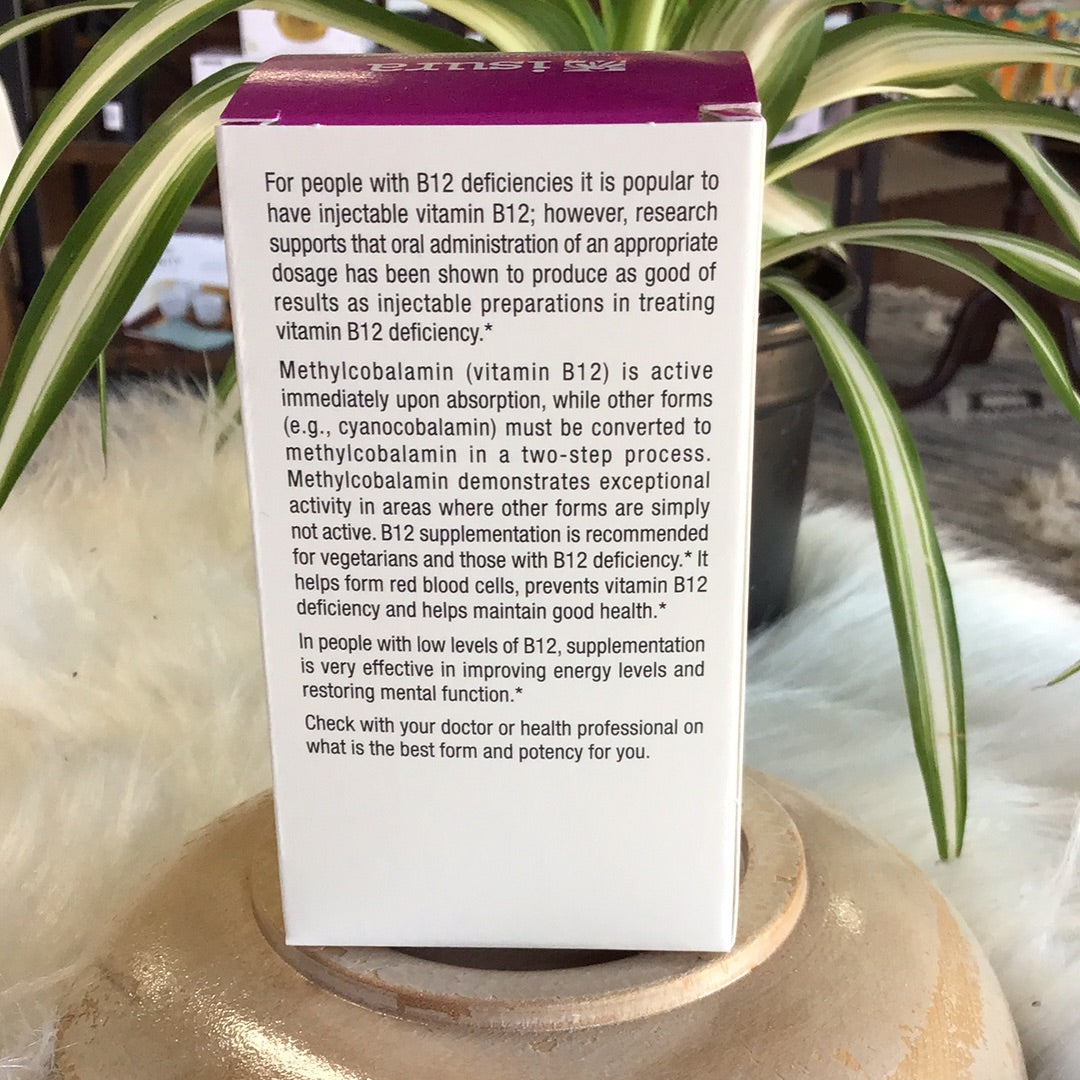 isura
For people with B12 deficiencies it is popular to
have injectable vitamin B12; however, research
supports that oral administration of an appropriate
dosage has been shown to produce as good of
results as injectable preparations in treating
vitamin B12 deficiency.*
Methylcobalamin (vitamin B12) is active
immediately upon absorption, while other forms
(e.g., cyanocobalamin) must be converted to
methylcobalamin in a two-step process.
Methylcobalamin demonstrates exceptional
activity in areas where other forms are simply
not active. B12 supplementation is recommended
for vegetarians and those with B12 deficiency.* It
helps form red blood cells, prevents vitamin B12
deficiency and helps maintain good health.*
In people with low levels of B12, supplementation
is very effective in improving energy levels and
restoring mental function.*
Check with your doctor or health professional on
what is the best form and potency for you.